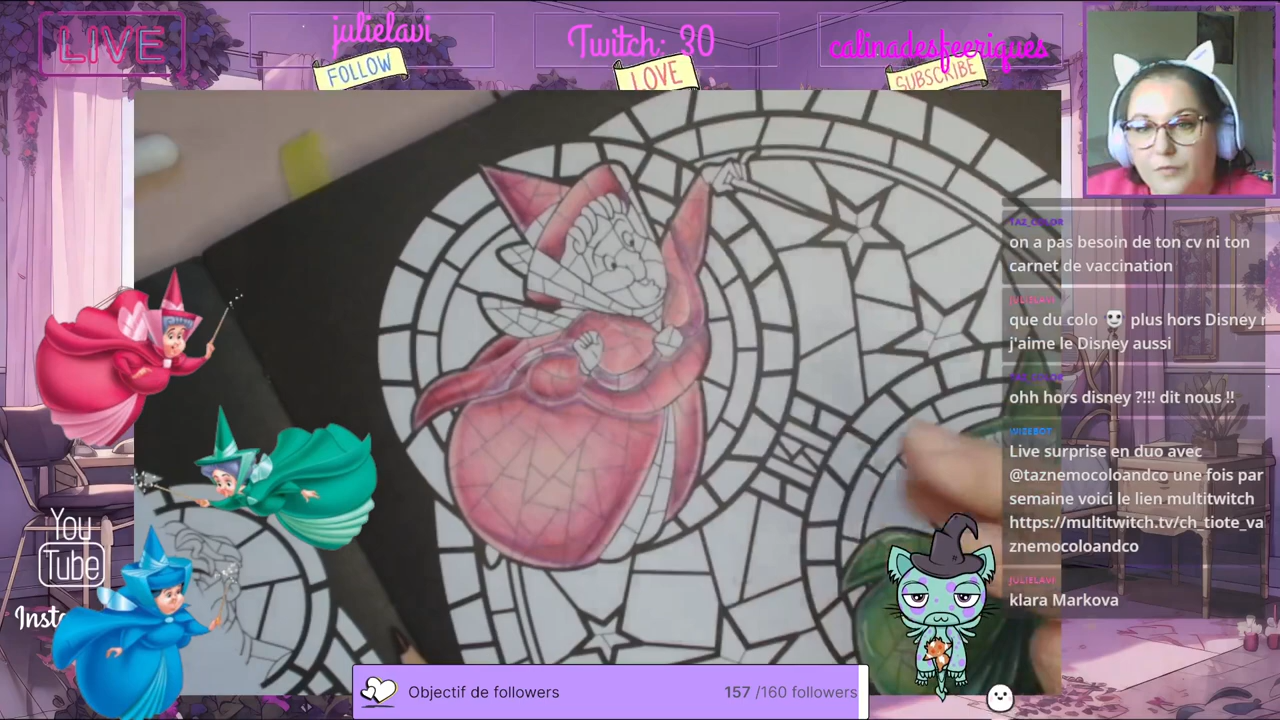 LIVE
julielavi
FOLLOW
Twitch: 30
LOVE
calinadesfeeriques
SUBSCRIBE
TAZ_COLOR
on a pas besoin de ton cv ni ton
carnet de vaccination
JULIELAVI
que du colo plus hors Disney
j'aime le Disney aussi
ohh hors disney ?!!! dit nous !!
WIZEBOT
Live surprise en duo avec
@taznemocoloandco une fois par
semaine voici le lien multitwitch
https://multitwitch.tv/ch_tiote_va
znemocoloandco
JULIELAVI
klara Markova
You
Tube
Inst
Objectif de followers
157 /160 followers